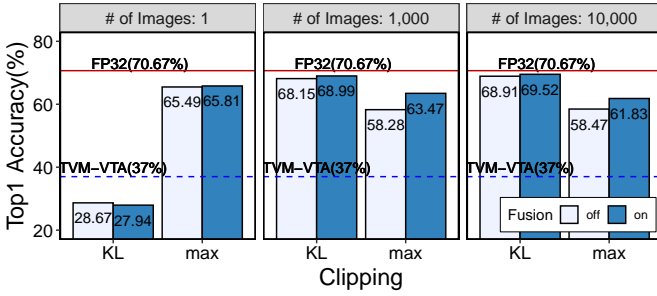 # of Images: 1
# of Images: 1,000
# of Images: 10,000
Top1 Accuracy(%)
80
60
40
20
FP32(70.67%)
TVM−VTA(37%)
28.67
27.94
65.49
65.81
KL
max
FP32(70.67%)
TVM−VTA(37%)
68.15
68.99
58.28
63.47
KL
max
FP32(70.67%)
TVM−VTA(37%)
68.91
69.52
58.47
61.83
Fusion off on
KL
max
Clipping